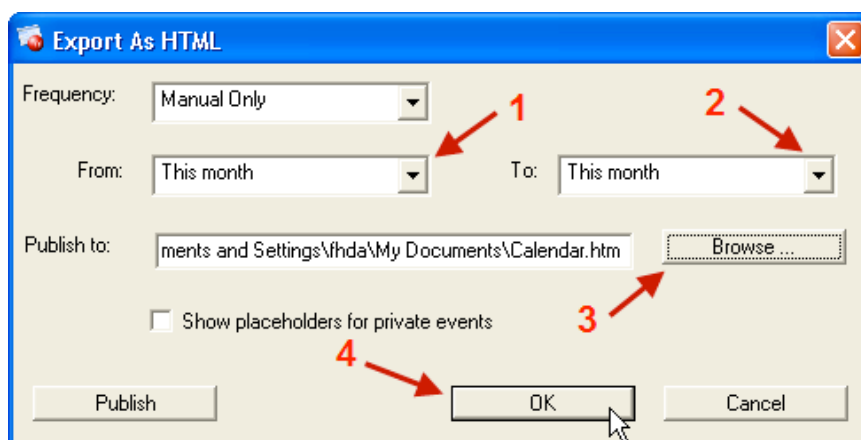 Export As HTML
Frequency: Manual Only 1 2
From: This month To: This month
Publish to: ments and Settings\fhda\My Documents\Calendar.htm Browse ...
Show placeholders for private events 3
4
Publish OK Cancel